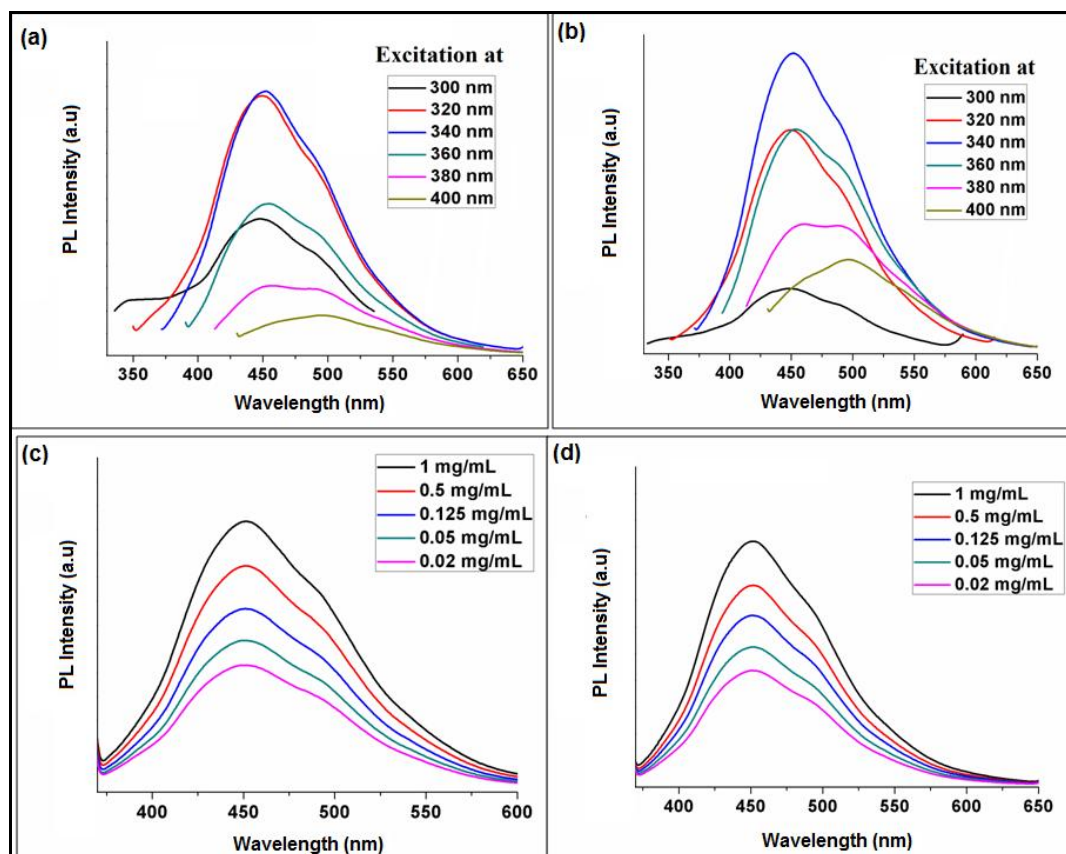 (a)
Excitation at
300 nm
320 nm
340 nm
360 nm
380 nm
400 nm
PL Intensity (a.u)
350 400 450 500 550 600 650
Wavelength (nm)
(b)
Excitation at
300 nm
320 nm
340 nm
360 nm
380 nm
400 nm
PL Intensity (a.u)
350 400 450 500 550 600 650
Wavelength (nm)
(c)
1 mg/mL
0.5 mg/mL
0.125 mg/mL
0.05 mg/mL
0.02 mg/mL
PL Intensity (a.u)
400 450 500 550 600
Wavelength (nm)
(d)
1 mg/mL
0.5 mg/mL
0.125 mg/mL
0.05 mg/mL
0.02 mg/mL
PL Intensity (a.u)
400 450 500 550 600 650
Wavelength (nm)